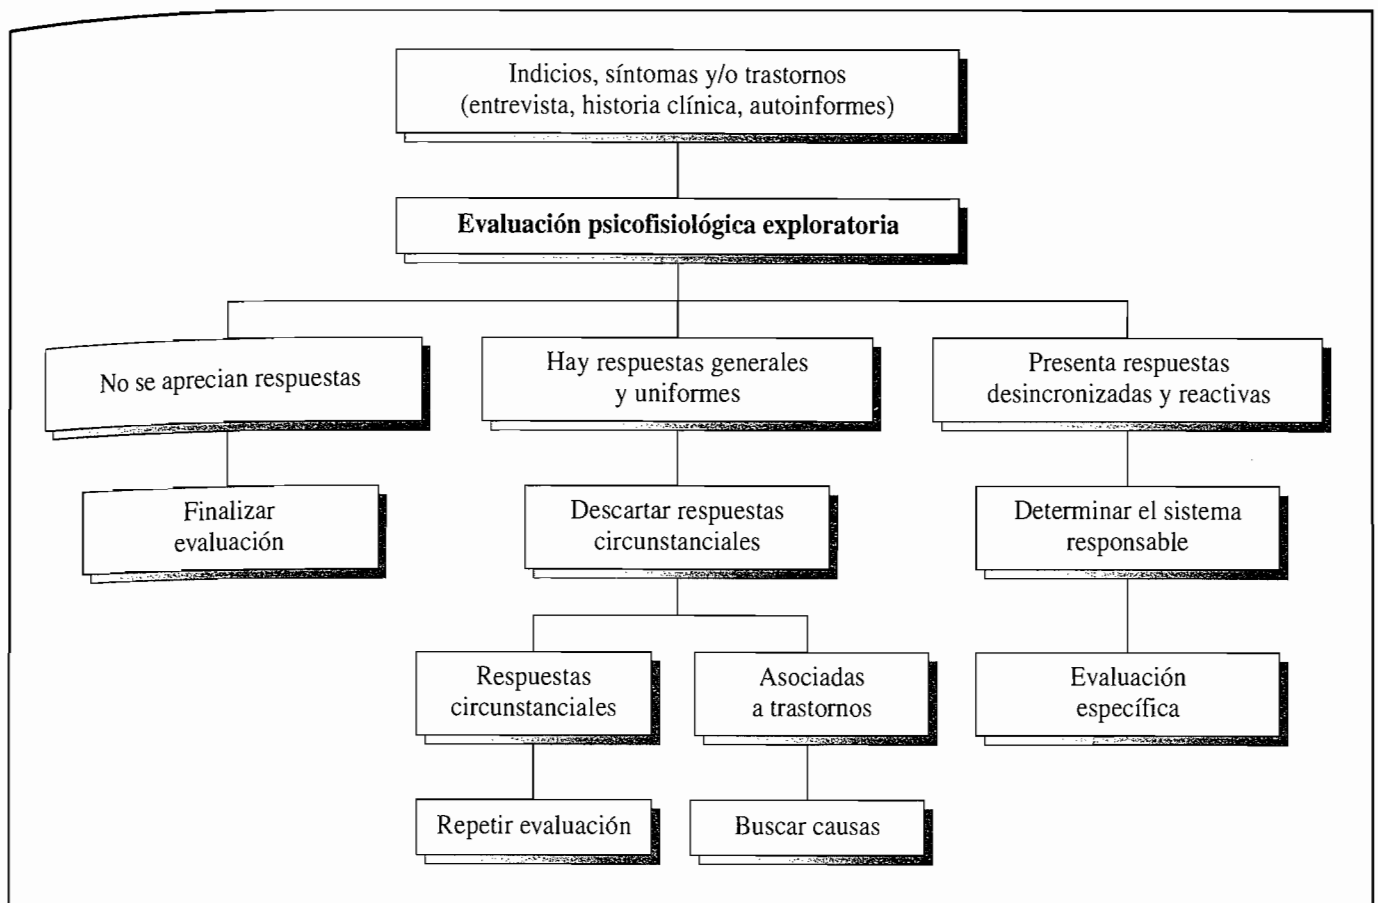 Indicios, síntomas y/o trastornos
(entrevista, historia clínica, autoinformes)
Evaluación psicofisiológica exploratoria
No se aprecian respuestas
Hay respuestas generales
y uniformes
Presenta respuestas
desincronizadas y reactivas
Finalizar
evaluación
Descartar respuestas
circunstanciales
Determinar el sistema
responsable
Respuestas
circunstanciales
Asociadas
a trastornos
Evaluación
específica
Repetir evaluación
Buscar causas